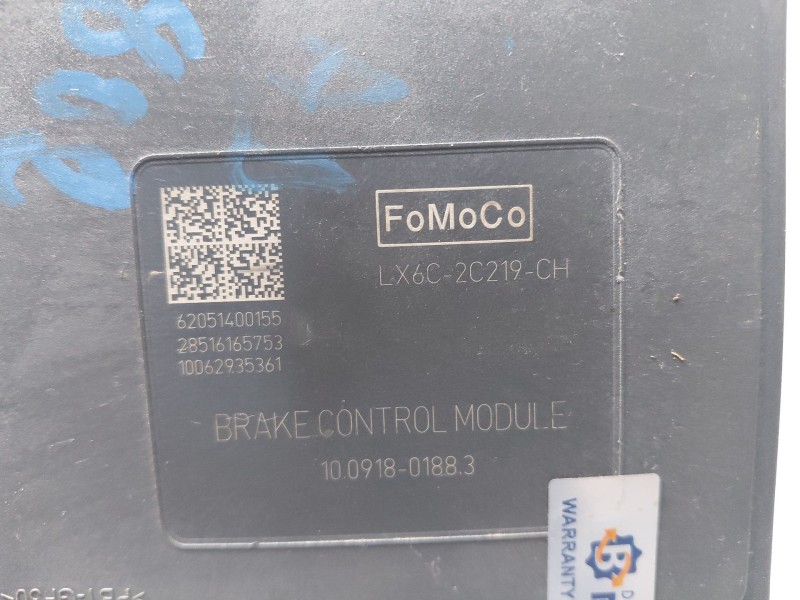 FoMoCo
LX6C-2C219-CH
62051400155
28516165753
10062935361
BRAKE CONTROL MODULE
10.0918-0188.3
WARRANTY
B